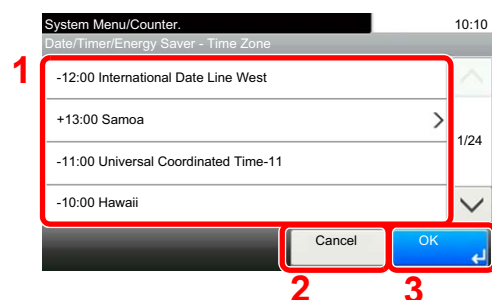 System Menu/Counter.
10:10
Date/Timer/Energy Saver - Time Zone
1
-12:00 International Date Line West
+13:00 Samoa
1/24
-11:00 Universal Coordinated Time-11
-10:00 Hawaii
Cancel
OK
2
3